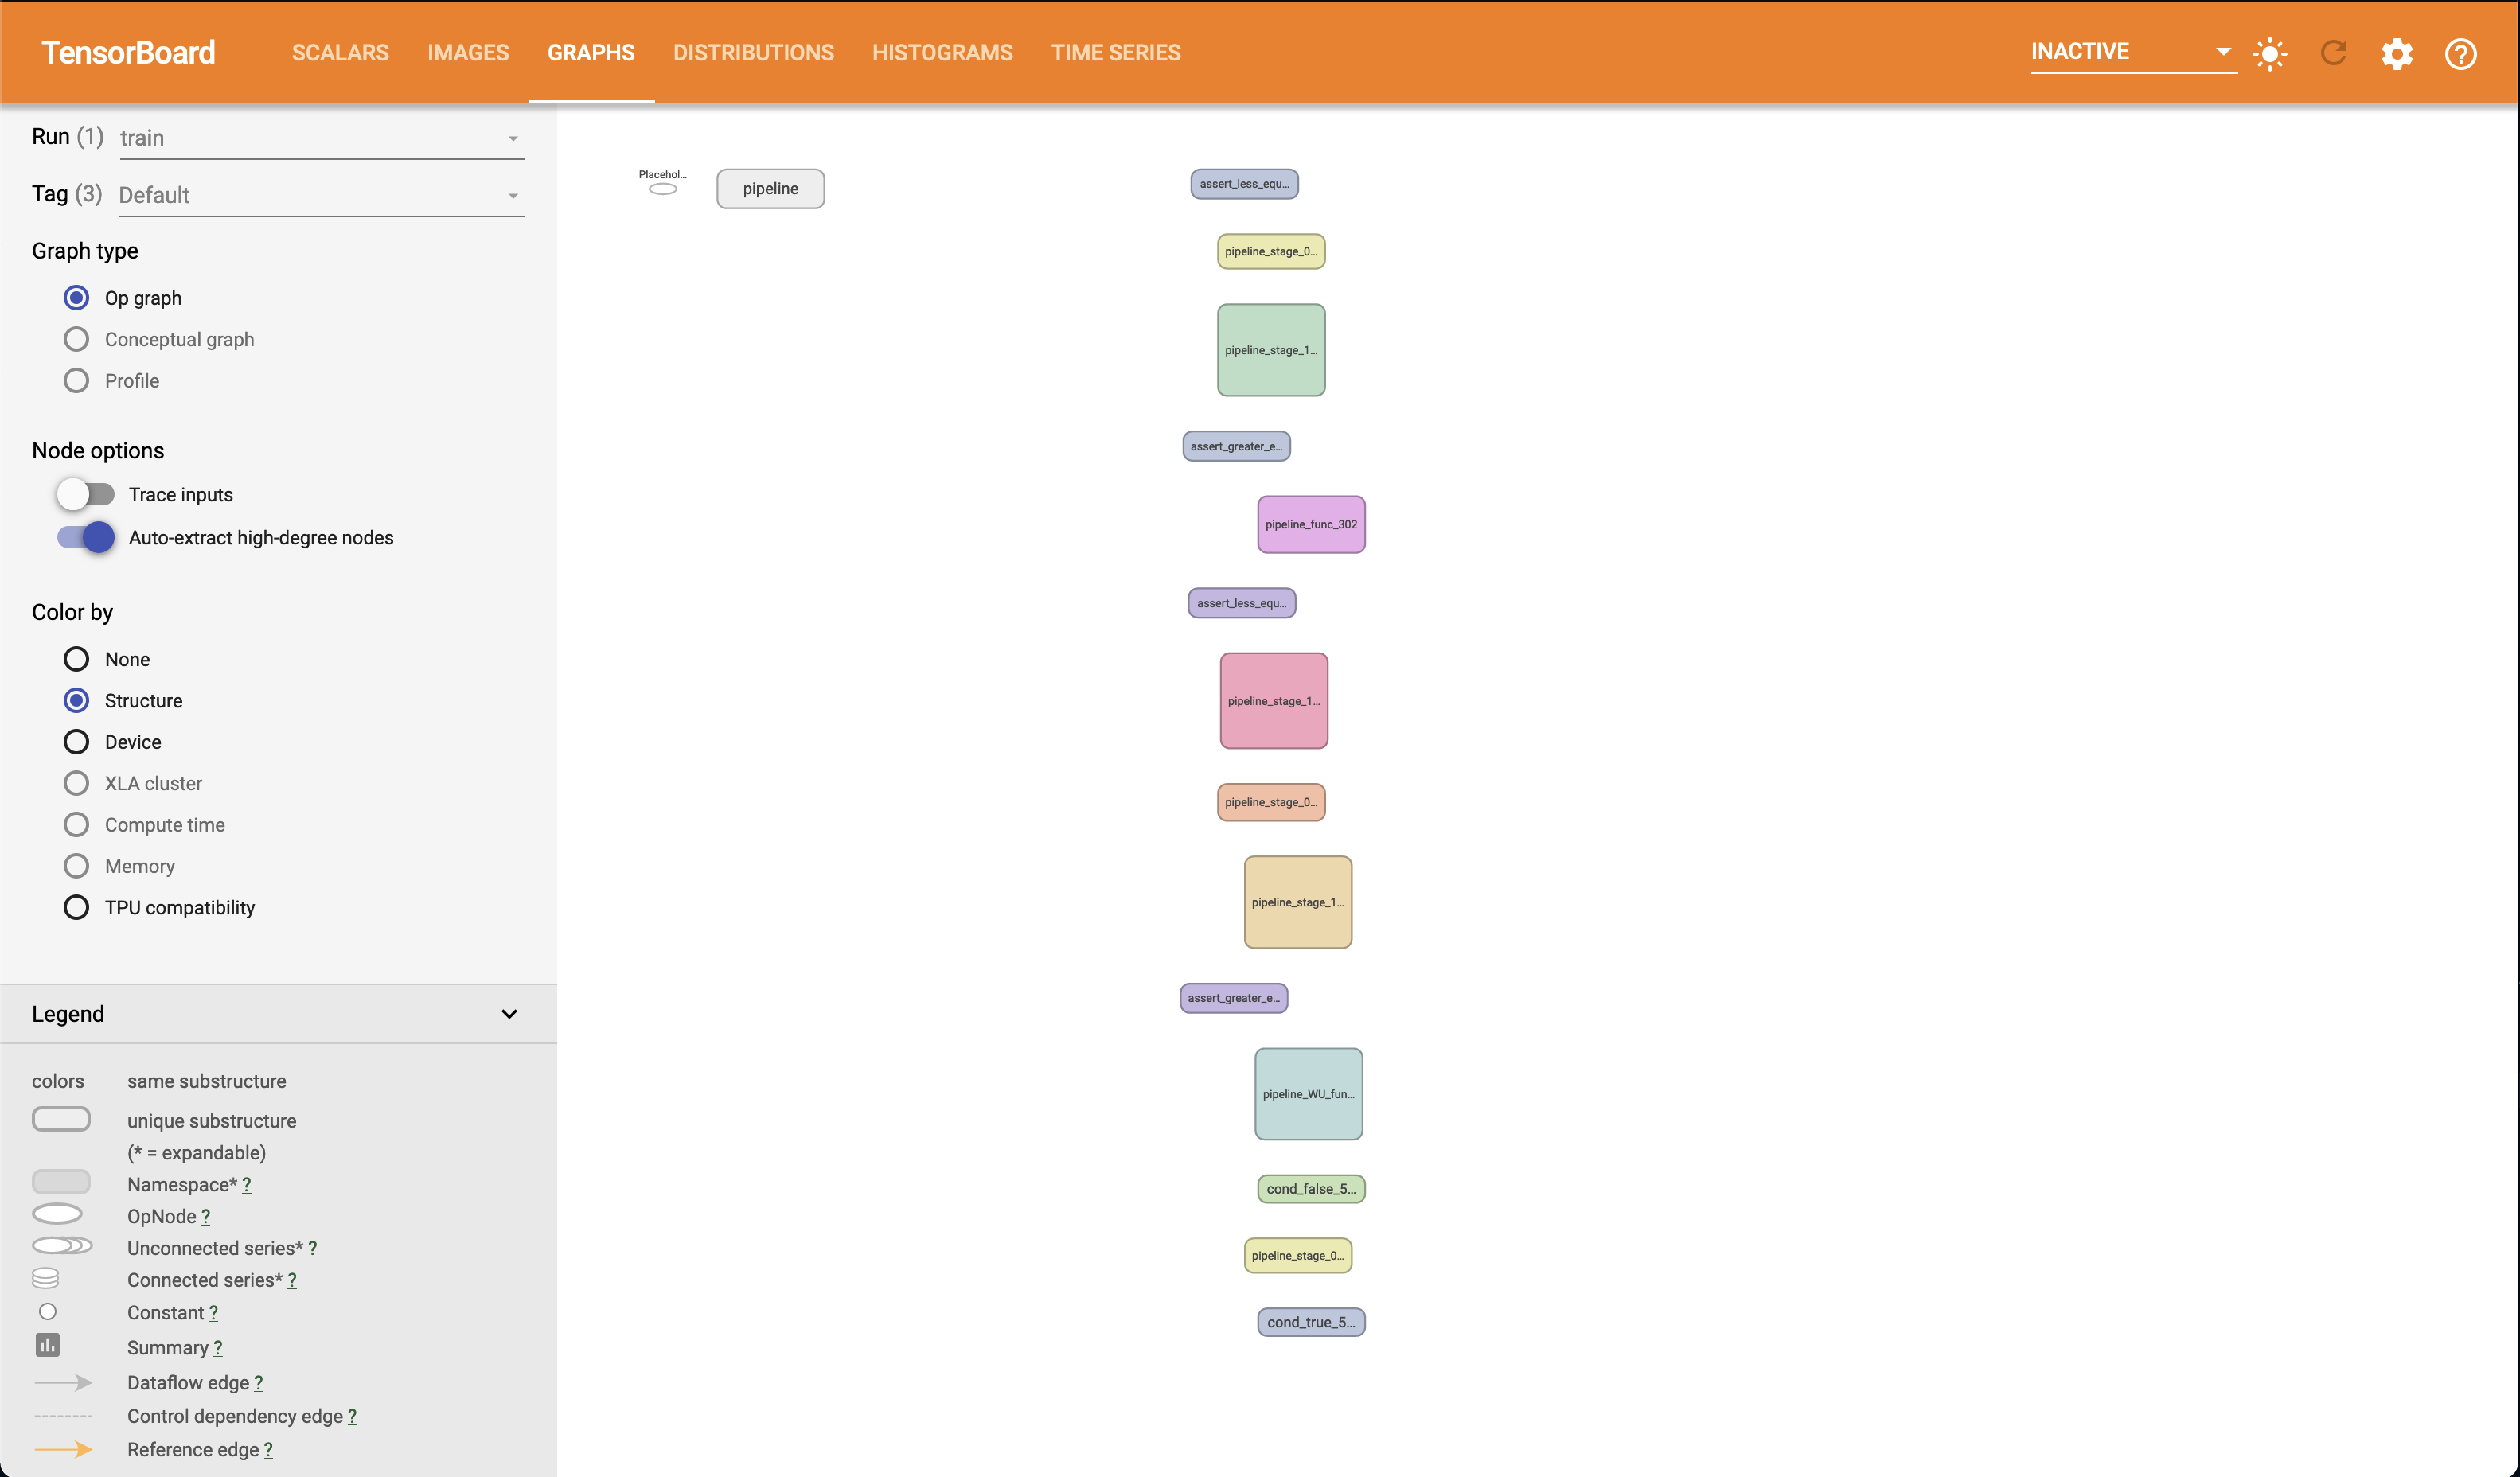 TensorBoard
SCALARS IMAGES GRAPHS DISTRIBUTIONS HISTOGRAMS TIME SERIES
INACTIVE
Run (1) train
Tag (3) Default
Graph type
Op graph
Conceptual graph
Profile
Node options
Trace inputs
Auto-extract high-degree nodes
Color by
None
Structure
Device
XLA cluster
Compute time
Memory
TPU compatibility
Legend
colors same substructure
unique substructure
(* = expandable)
Namespace* ?
OpNode ?
Unconnected series* ?
Connected series* ?
Constant ?
Summary ?
Dataflow edge ?
Control dependency edge ?
Reference edge ?
Placehol...
pipeline
assert_less_equ...
pipeline_stage_0...
pipeline_stage_1...
assert_greater_e...
pipeline_func_302
assert_less_equ...
pipeline_stage_1...
pipeline_stage_0...
pipeline_stage_1...
assert_greater_e...
pipeline_WU_fun...
cond_false_5...
pipeline_stage_0...
cond_true_5...